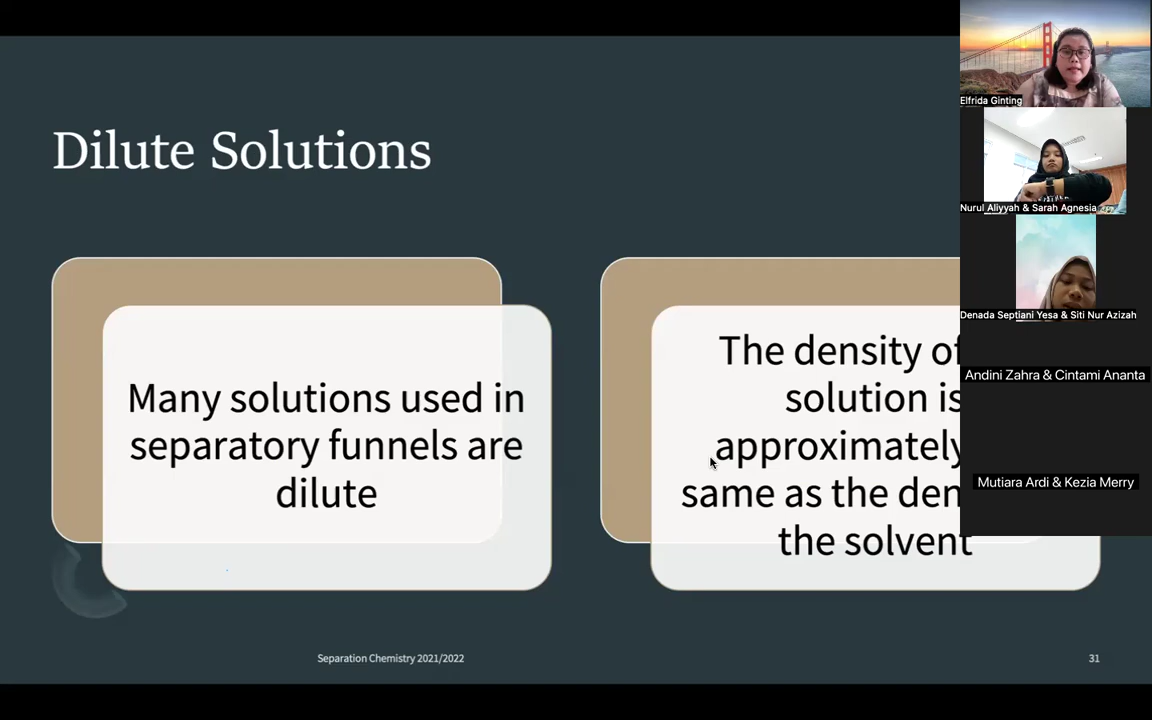 Dilute Solutions
Many solutions used in
separatory funnels are
dilute
The density of
solution is
approximately
same as the den
the solvent
Separation Chemistry 2021/2022
31
Elfrida Ginting
Nurul Aliyyah & Sarah Agnesia
Denada Septiani Yesa & Siti Nur Azizah
Andini Zahra & Cintami Ananta
Mutiara Ardi & Kezia Merry